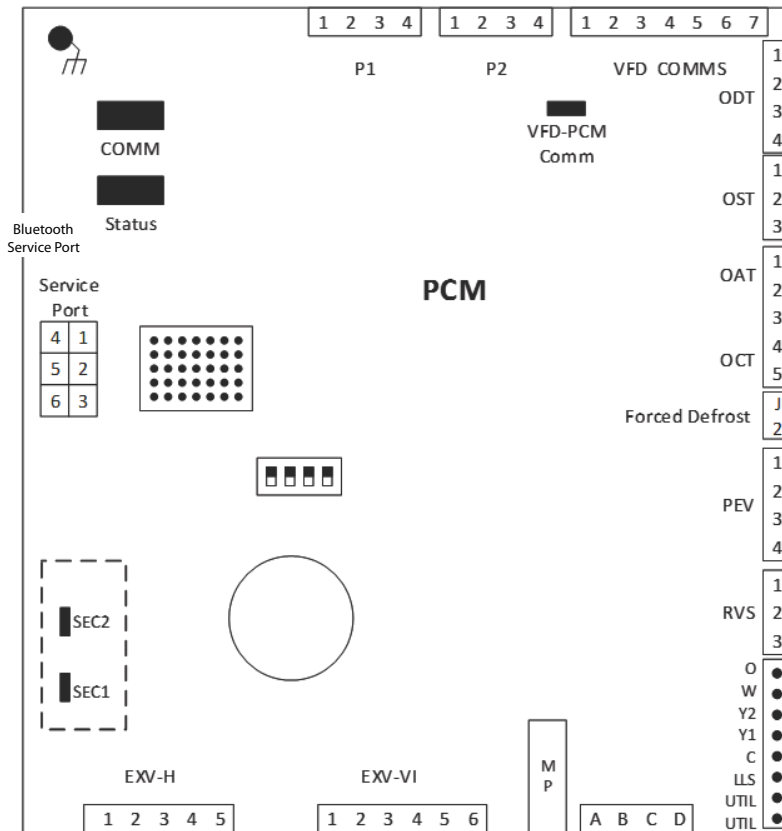 1 2 3 4
1 2 3 4
1 2 3 4 5 6 7
P1
P2
VFD COMMS
ODT
1
2
3
4
COMM
VFD-PCM
Comm
OST
1
2
3
Status
Bluetooth
Service Port
OAT
OCT
1
2
3
4
5
PCM
Service
Port
4 1
5 2
6 3
Forced Defrost
J
2
PEV
1
2
3
4
RVS
1
2
3
SEC2
SEC1
O
W
Y2
Y1
C
LLS
UTIL
UTIL
EXV-H
1 2 3 4 5
EXV-VI
1 2 3 4 5 6
M
P
A B C D